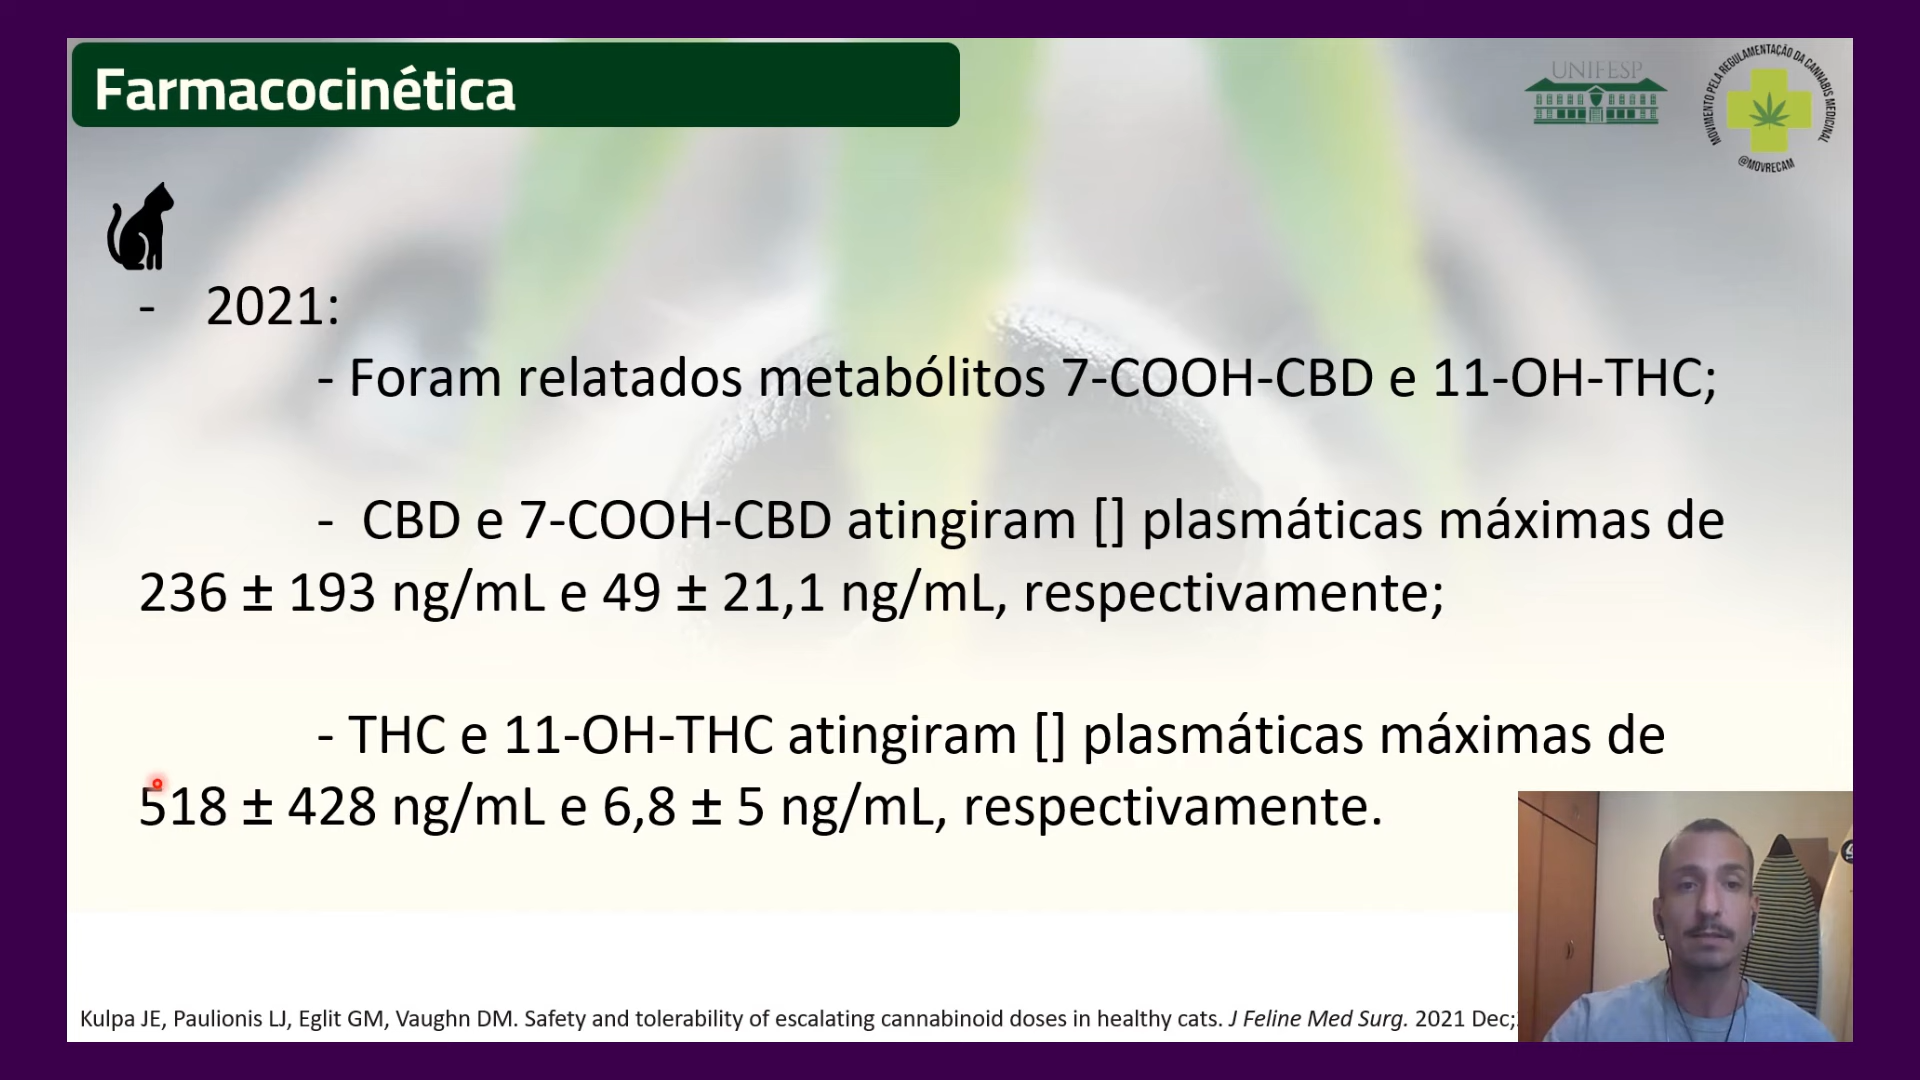 Farmacocinética
UNIFESP
MOVIMENTO PELA REGULAMENTAÇÃO DA CANNABIS MEDICINAL
@MOVRECAM
- 2021:
- Foram relatados metabólitos 7-COOH-CBD e 11-OH-THC;
- CBD e 7-COOH-CBD atingiram [] plasmáticas máximas de
236 ± 193 ng/mL e 49 ± 21,1 ng/mL, respectivamente;
- THC e 11-OH-THC atingiram [] plasmáticas máximas de
518 ± 428 ng/mL e 6,8 ± 5 ng/mL, respectivamente.
Kulpa JE, Paulionis LJ, Eglit GM, Vaughn DM. Safety and tolerability of escalating cannabinoid doses in healthy cats. J Feline Med Surg. 2021 Dec;